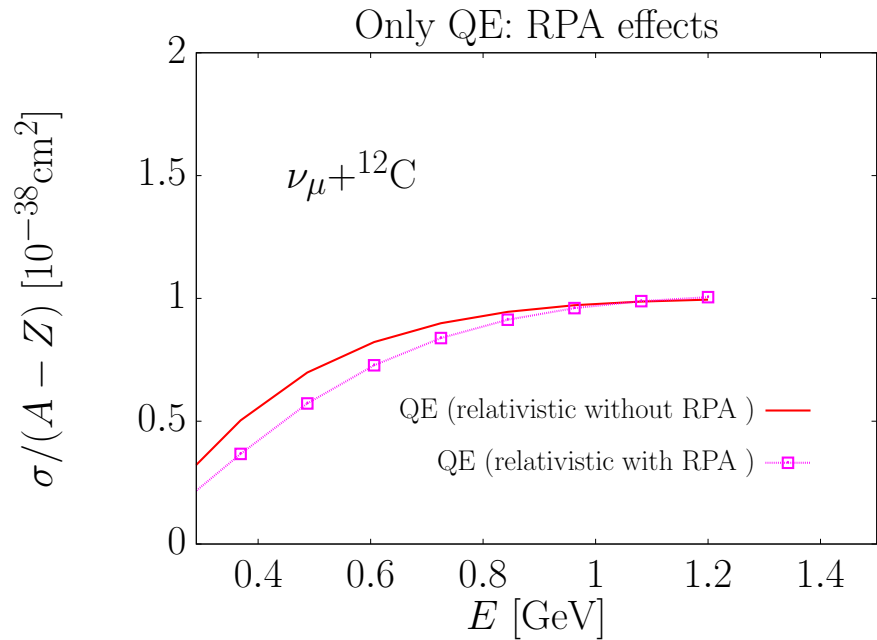 Only QE: RPA effects
2
1.5
1
0.5
0
σ/(A − Z) [10⁻³⁸cm²]
νμ+¹²C
QE (relativistic without RPA )
QE (relativistic with RPA )
0.4 0.6 0.8 1 1.2 1.4
E [GeV]